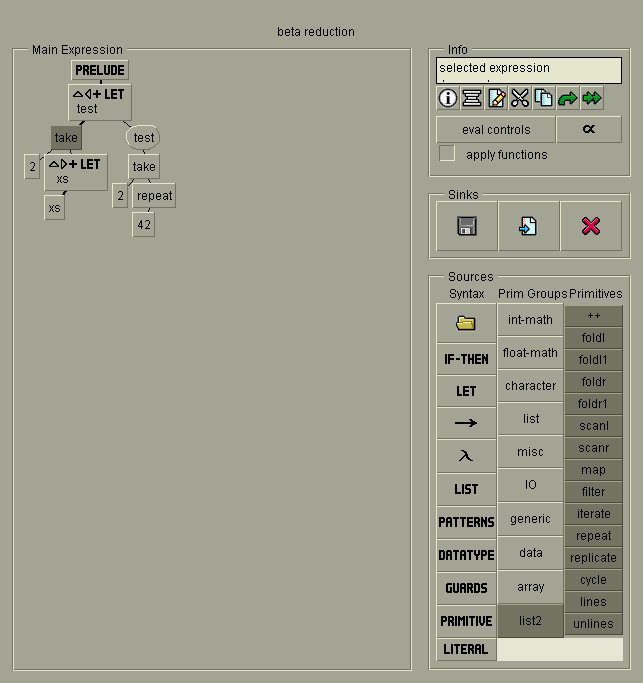 beta reduction
Main Expression
PRELUDE
LET
test
take
test
2
LET
xs
take
xs
2
repeat
42
Info
selected expression
eval controls
α
apply functions
Sinks
Sources
Syntax
Prim Groups
Primitives
IF-THEN
LET
→
λ
LIST
PATTERNS
DATATYPE
GUARDS
PRIMITIVE
LITERAL
int-math
float-math
character
list
misc
IO
generic
data
array
list2
++
foldl
foldl1
foldr
foldr1
scanl
scanr
map
filter
iterate
repeat
replicate
cycle
lines
unlines